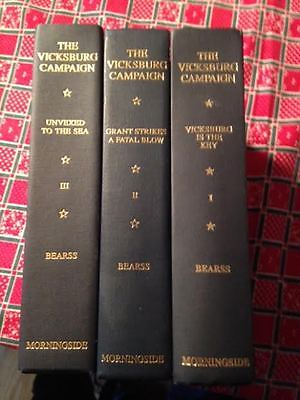 THE
VICKSBURG
CAMPAIGN
UNVEXED
TO THE SEA
III
BEARSS
MORNINGSIDE
THE
VICKSBURG
CAMPAIGN
GRANT STRIKES
A FATAL BLOW
II
BEARSS
MORNINGSIDE
THE
VICKSBURG
CAMPAIGN
VICKSBURG
IS THE
KEY
I
BEARSS
MORNINGSIDE